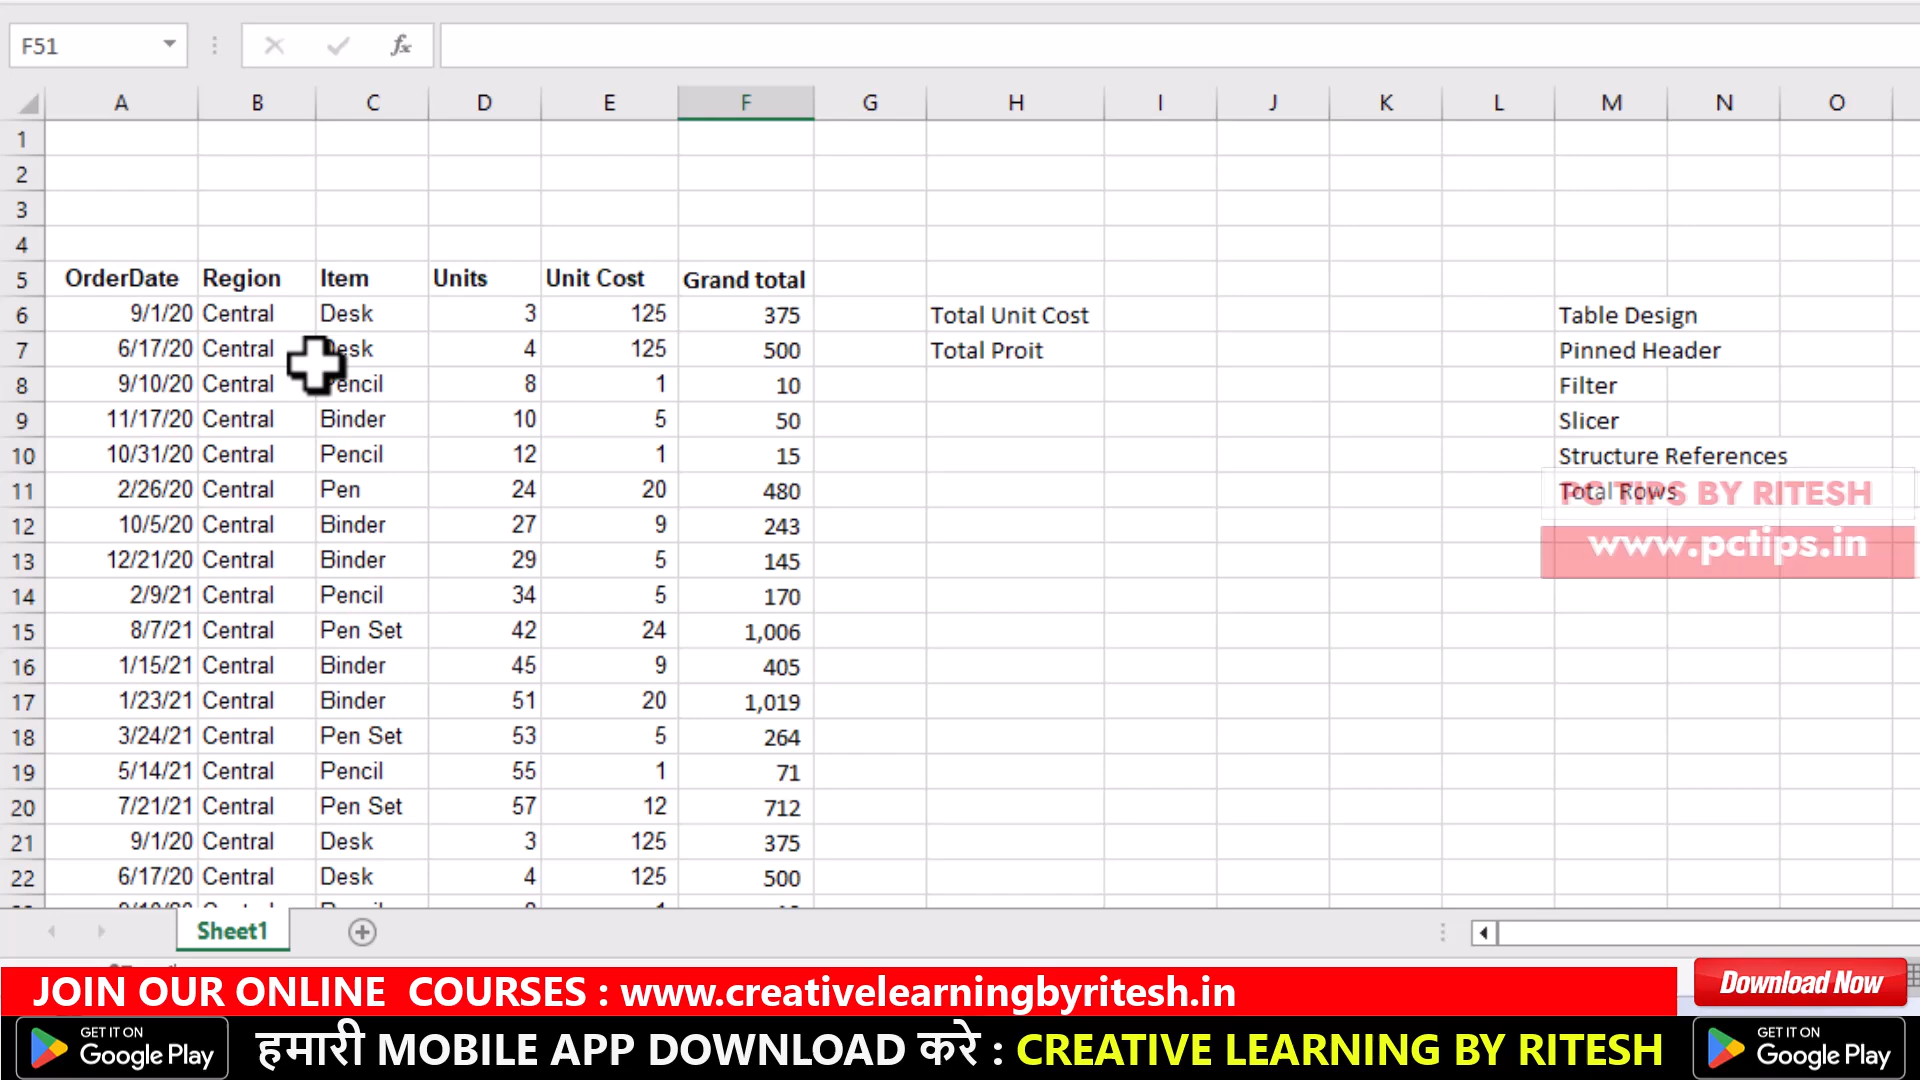 F51
fx
A B C D E F G H I J K L M N O
1
2
3
4
5 OrderDate Region Item Units Unit Cost Grand total
6 9/1/20 Central Desk 3 125 375 Total Unit Cost Table Design
7 6/17/20 Central Desk 4 125 500 Total Proit Pinned Header
8 9/10/20 Central Pencil 8 1 10 Filter
9 11/17/20 Central Binder 10 5 50 Slicer
10 10/31/20 Central Pencil 12 1 15 Structure References
11 2/26/20 Central Pen 24 20 480 Total Rows
PC TIPS BY RITESH
12 10/5/20 Central Binder 27 9 243
www.pctips.in
13 12/21/20 Central Binder 29 5 145
14 2/9/21 Central Pencil 34 5 170
15 8/7/21 Central Pen Set 42 24 1,006
16 1/15/21 Central Binder 45 9 405
17 1/23/21 Central Binder 51 20 1,019
18 3/24/21 Central Pen Set 53 5 264
19 5/14/21 Central Pencil 55 1 71
20 7/21/21 Central Pen Set 57 12 712
21 9/1/20 Central Desk 3 125 375
22 6/17/20 Central Desk 4 125 500
Sheet1
JOIN OUR ONLINE COURSES : www.creativelearningbyritesh.in
Download Now
GET IT ON
Google Play
हमारी MOBILE APP DOWNLOAD करे : CREATIVE LEARNING BY RITESH
GET IT ON
Google Play